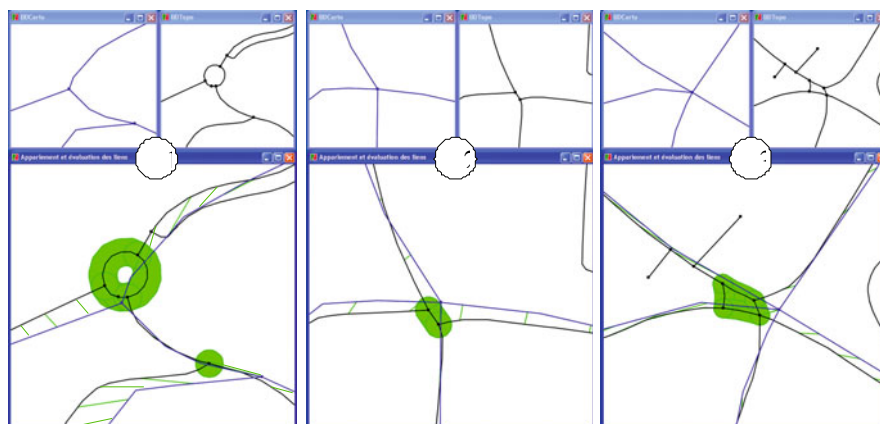 BDCarto
BDTopo
Appariement et évaluation des liens
BDCarto
BDTopo
Appariement et évaluation des liens
BDCarto
BDTopo
Appariement et évaluation des liens